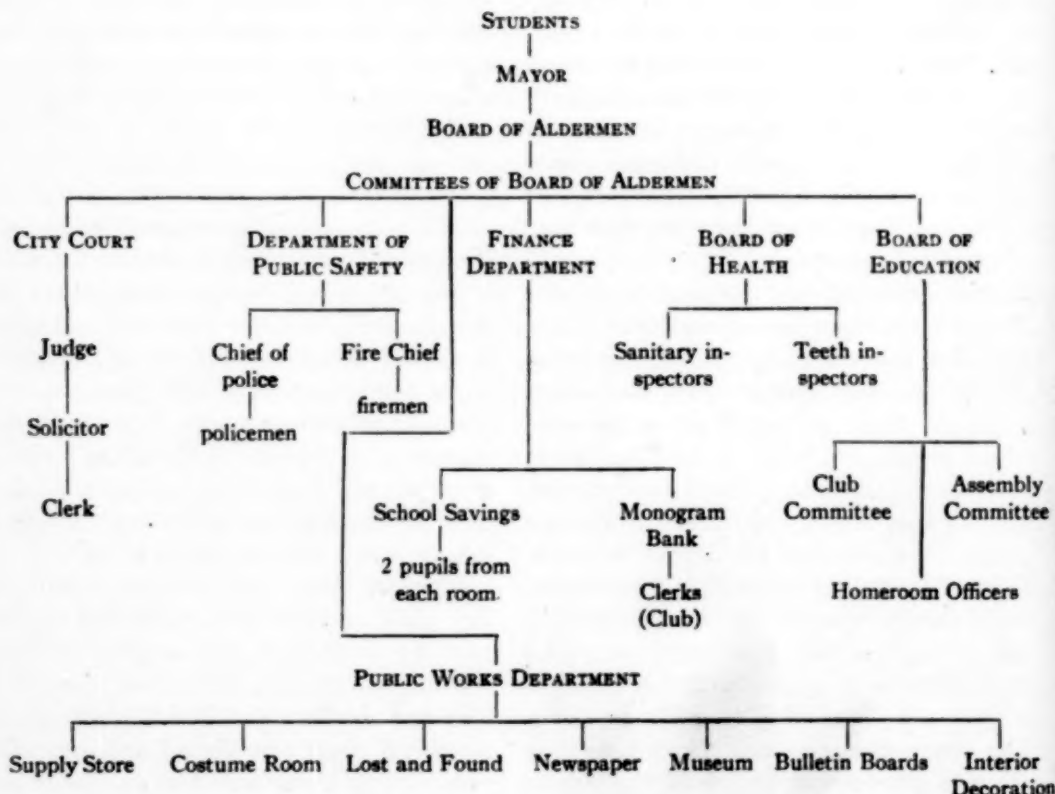 STUDENTS
MAYOR
BOARD OF ALDERMEN
COMMITTEES OF BOARD OF ALDERMEN
CITY COURT
DEPARTMENT OF
PUBLIC SAFETY
FINANCE
DEPARTMENT
BOARD OF
HEALTH
BOARD OF
EDUCATION
Judge
Solicitor
Clerk
Chief of
police
policemen
Fire Chief
firemen
School Savings
2 pupils from
each room.
Monogram
Bank
Clerks
(Club)
Sanitary in-
spectors
Teeth in-
spectors
Club
Committee
Assembly
Committee
Homeroom Officers
PUBLIC WORKS DEPARTMENT
Supply Store
Costume Room
Lost and Found
Newspaper
Museum
Bulletin Boards
Interior
Decoration